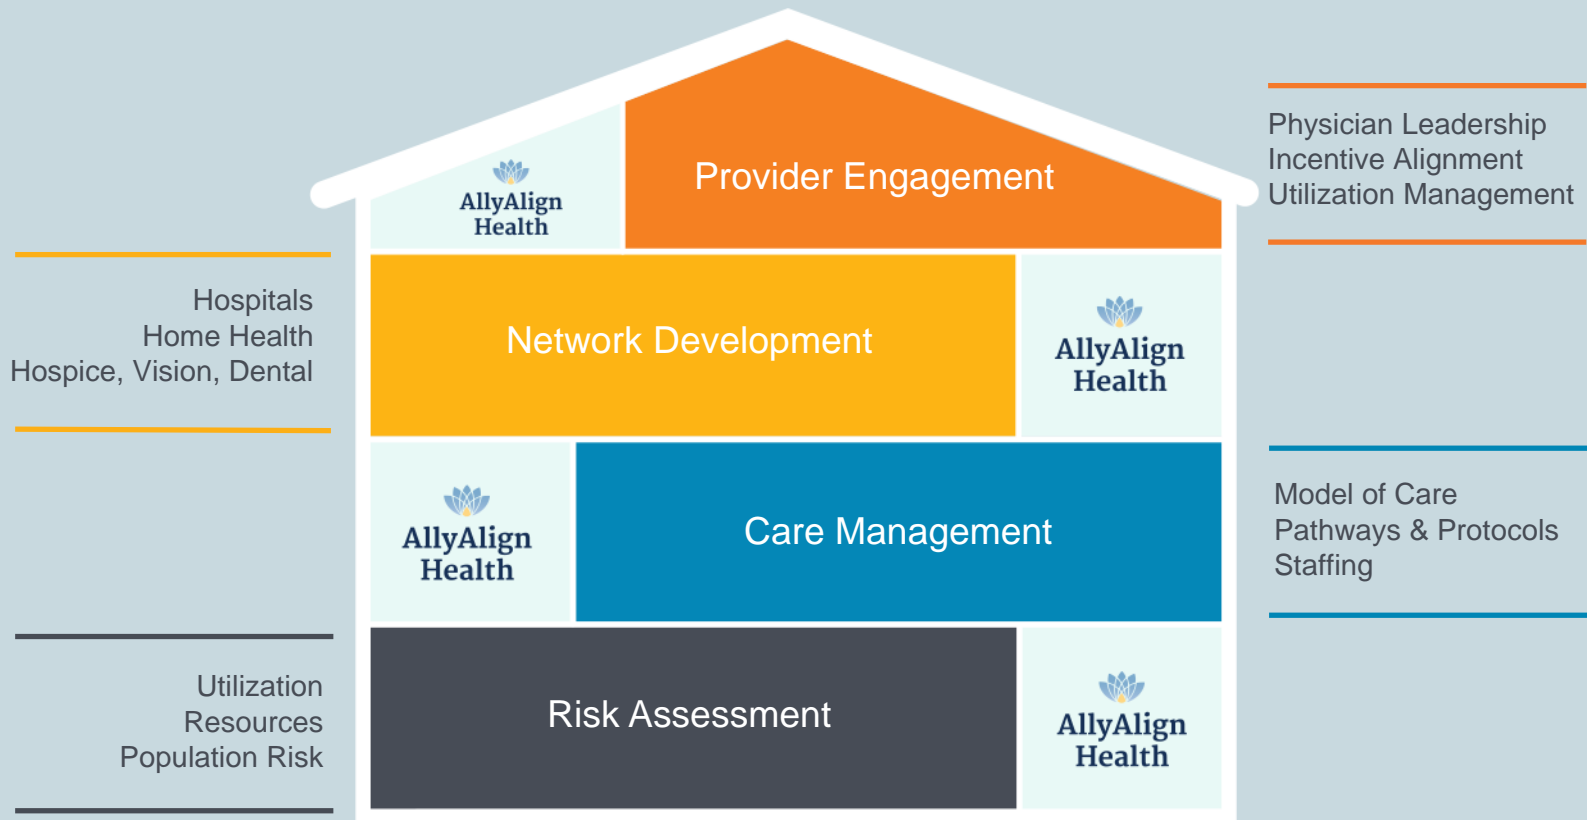 Physician Leadership
Incentive Alignment
Utilization Management
AllyAlign
Health
Provider Engagement
Hospitals
Home Health
Hospice, Vision, Dental
Network Development
AllyAlign
Health
AllyAlign
Health
Care Management
Model of Care
Pathways & Protocols
Staffing
Utilization
Resources
Population Risk
Risk Assessment
AllyAlign
Health